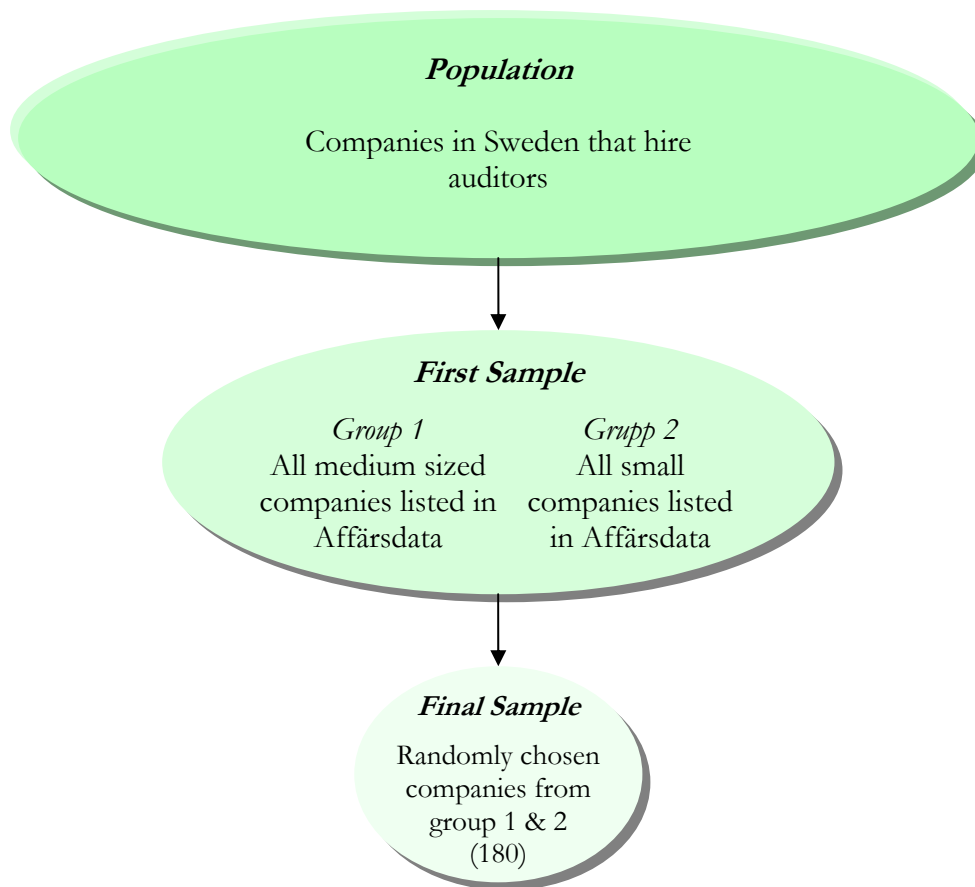 Population
Companies in Sweden that hire
auditors
First Sample
Group 1
All medium sized
companies listed in
Affärsdata
Grupp 2
All small
companies listed
in Affärsdata
Final Sample
Randomly chosen
companies from
group 1 & 2
(180)